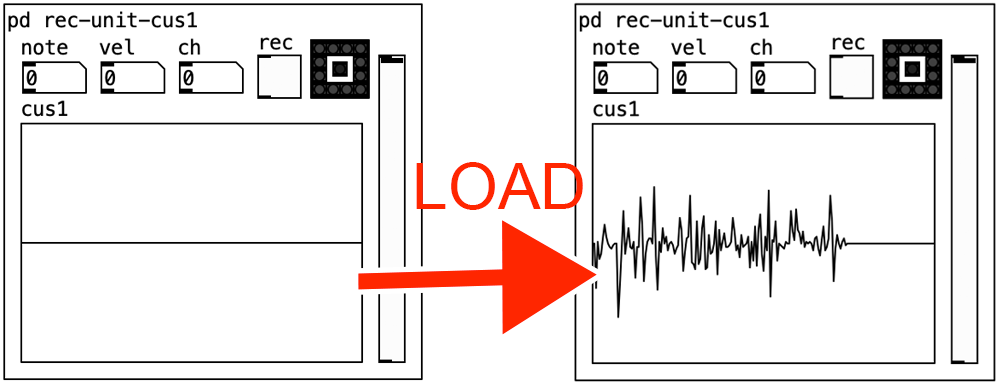 pd rec-unit-cus1
note vel ch rec
0 0 0
cus1
LOAD
pd rec-unit-cus1
note vel ch rec
0 0 0
cus1